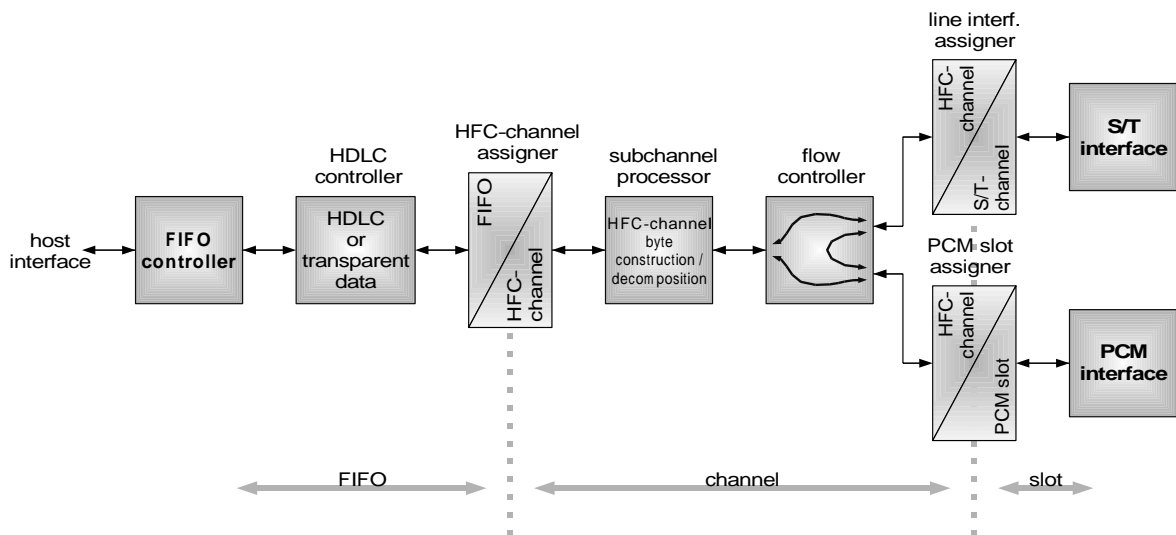 line interf.
assigner
HFC-
channel
S/T-
channel
S/T
interface
HFC-channel
assigner
HDLC
controller
subchannel
processor
flow
controller
host
interface
FIFO
controller
HDLC
or
transparent
data
FIFO
HFC-
channel
HFC-channel
byte
construction /
decomposition
PCM slot
assigner
HFC-
channel
PCM slot
PCM
interface
FIFO
channel
slot